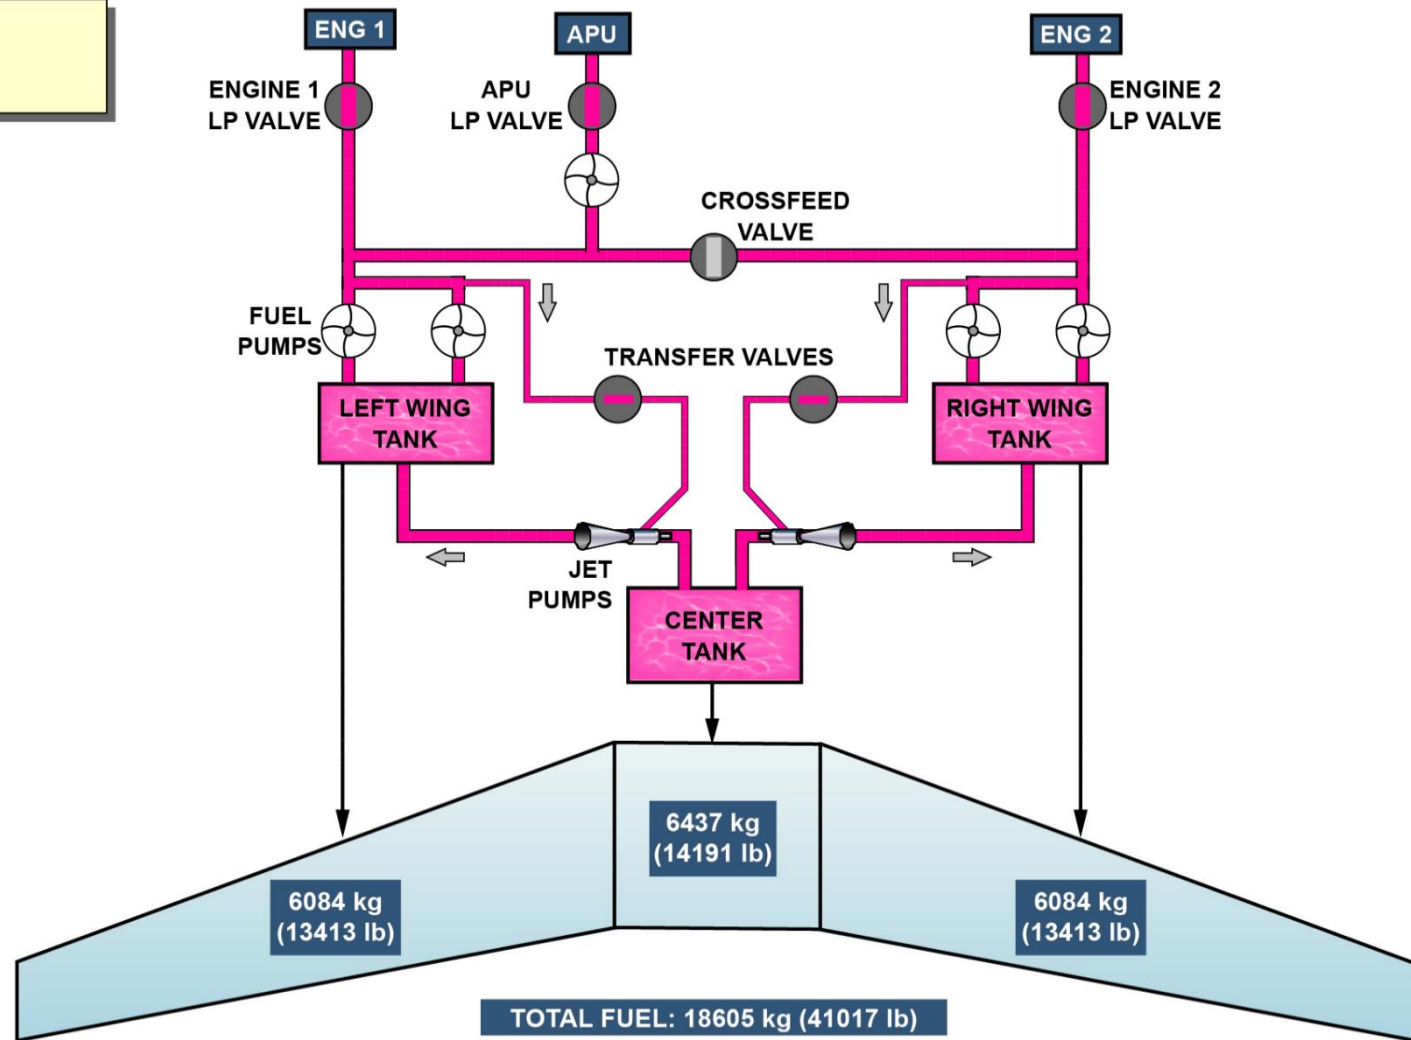 ENG 1
APU
ENG 2
ENGINE 1
LP VALVE
APU
LP VALVE
ENGINE 2
LP VALVE
CROSSFEED
VALVE
FUEL
PUMPS
TRANSFER VALVES
LEFT WING
TANK
RIGHT WING
TANK
JET
PUMPS
CENTER
TANK
6437 kg
(14191 lb)
6084 kg
(13413 lb)
6084 kg
(13413 lb)
TOTAL FUEL: 18605 kg (41017 lb)